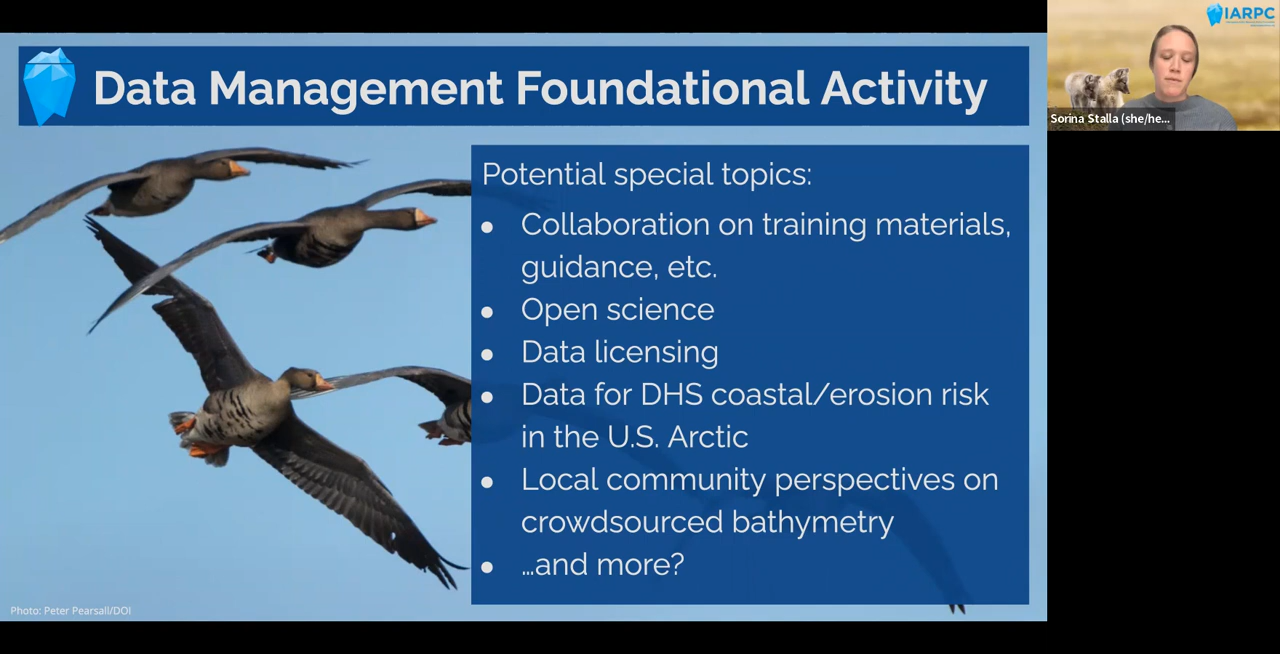 Data Management Foundational Activity
Potential special topics:
● Collaboration on training materials,
guidance, etc.
● Open science
● Data licensing
● Data for DHS coastal/erosion risk
in the U.S. Arctic
● Local community perspectives on
crowdsourced bathymetry
● …and more?
Photo: Peter Pearsall/DOI
IARPC
Sorina Stalla (she/he...